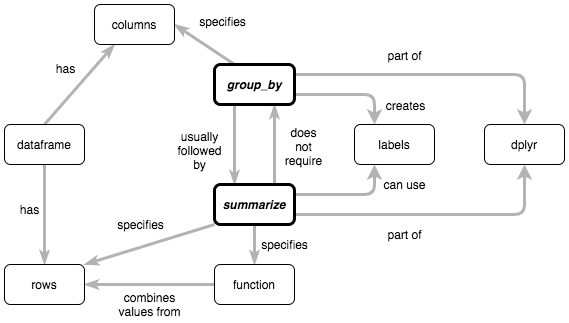 columns
specifies
part of
has
group_by
creates
usually
followed
by
does
not
require
dataframe
labels
dplyr
can use
has
summarize
specifies
part of
specifies
rows
function
combines
values from